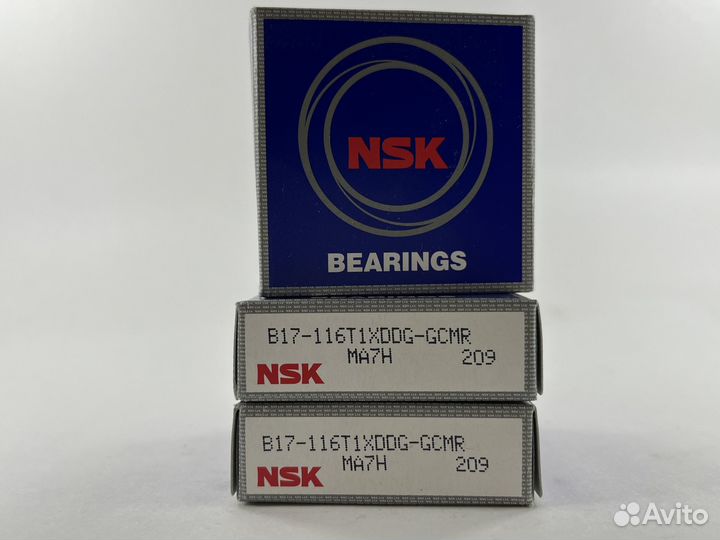 NSK
BEARINGS
B17-116T1XDDG-GCMR
MA7H 209
NSK
B17-116T1XDDG-GCMR
MA7H 209
NSK
Avito